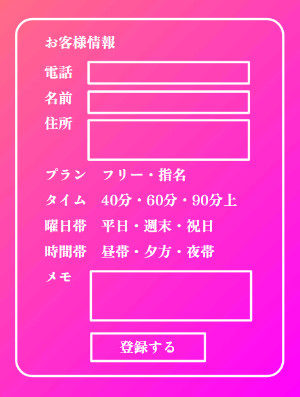 お客様情報
電話
名前
住所
プラン　フリー・指名
タイム　40分・60分・90分上
曜日帯　平日・週末・祝日
時間帯　昼帯・夕方・夜帯
メモ
登録する